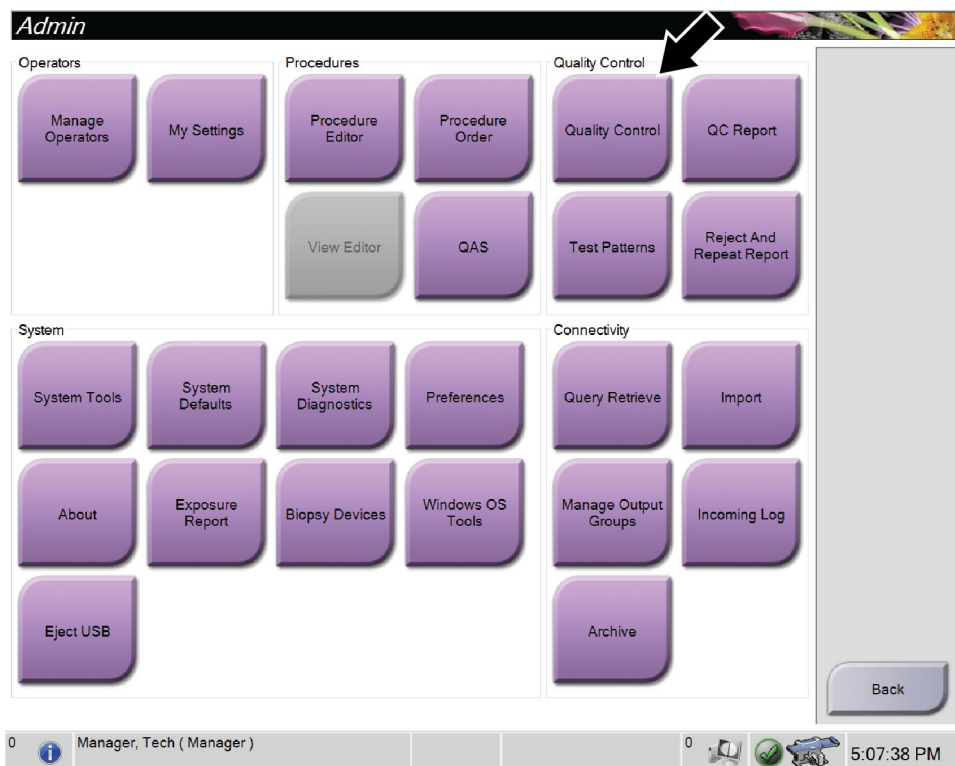 Admin
Operators
Manage
Operators
My Settings
Procedures
Procedure
Editor
Procedure
Order
View Editor
QAS
Quality Control
Quality Control
QC Report
Test Patterns
Reject And
Repeat Report
System
System Tools
System
Defaults
System
Diagnostics
Preferences
About
Exposure
Report
Biopsy Devices
Windows OS
Tools
Eject USB
Connectivity
Query Retrieve
Import
Manage Output
Groups
Incoming Log
Archive
Back
0
Manager, Tech ( Manager )
0
5:07:38 PM